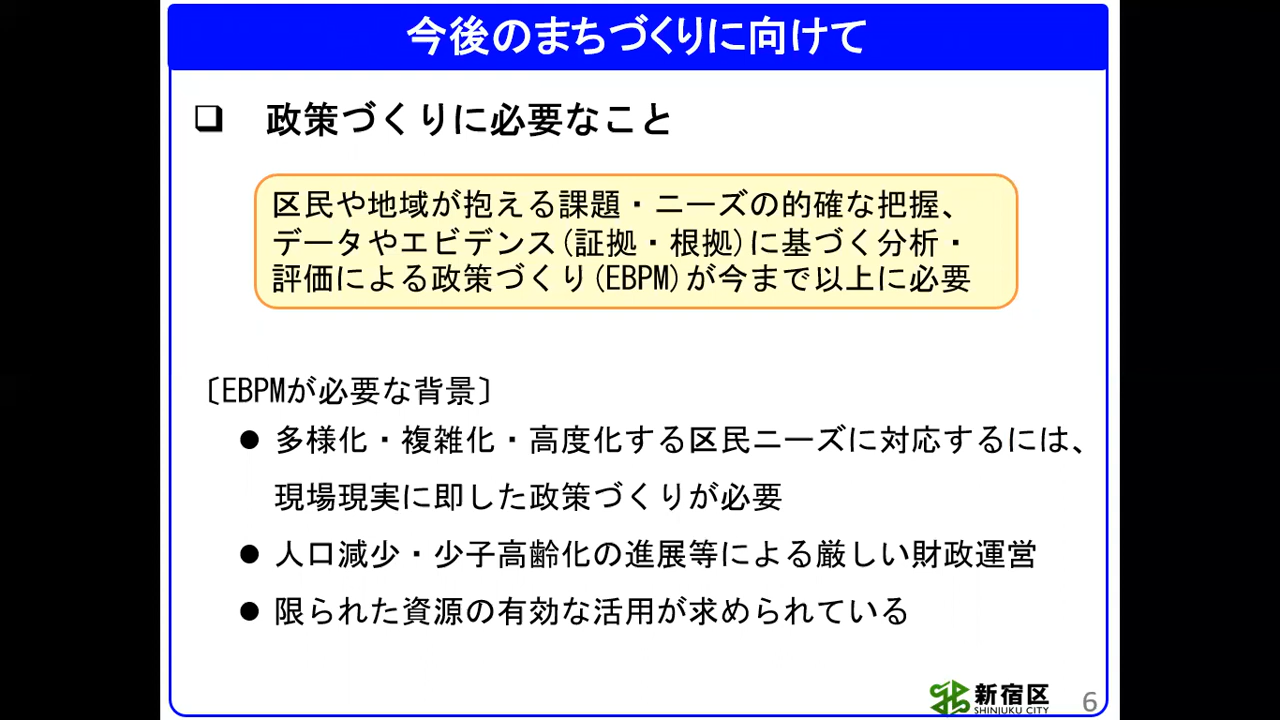 今後のまちづくりに向けて
❑ 政策づくりに必要なこと
区民や地域が抱える課題・ニーズの的確な把握、
データやエビデンス(証拠・根拠)に基づく分析・
評価による政策づくり(EBPM)が今まで以上に必要
〔EBPMが必要な背景〕
● 多様化・複雑化・高度化する区民ニーズに対応するには、
現場現実に即した政策づくりが必要
● 人口減少・少子高齢化の進展等による厳しい財政運営
● 限られた資源の有効な活用が求められている
新宿区
SHINJUKU CITY
6